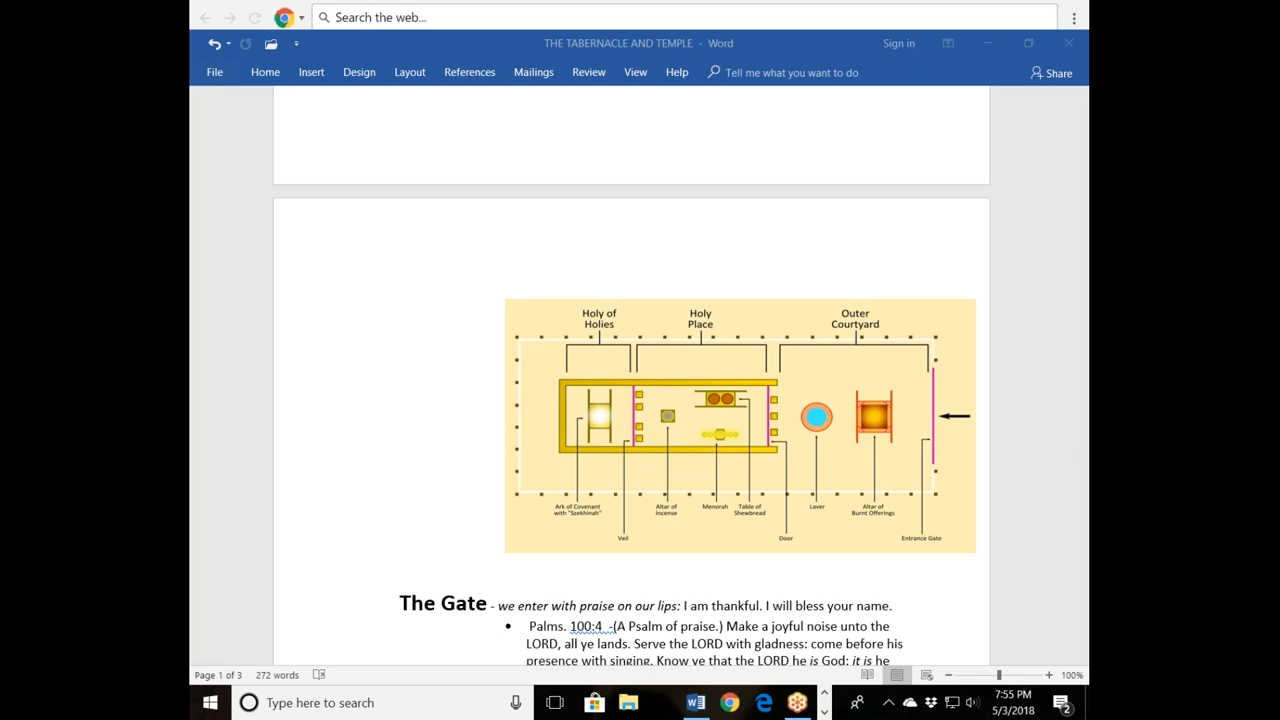 Search the web...
THE TABERNACLE AND TEMPLE - Word
Sign in
File Home Insert Design Layout References Mailings Review View Help Tell me what you want to do Share
Holy of
Holies
Holy
Place
Outer
Courtyard
Ark of Covenant
with "Szekhinah"
Altar of
Incense
Menorah
Table of
Shewbread
Laver
Altar of
Burnt Offerings
Veil
Door
Entrance Gate
The Gate - we enter with praise on our lips: I am thankful. I will bless your name.
• Palms. 100:4 -(A Psalm of praise.) Make a joyful noise unto the
LORD, all ye lands. Serve the LORD with gladness: come before his
presence with singing. Know ye that the LORD he is God: it is he
Page 1 of 3 272 words 100%
Type here to search
7:55 PM
5/3/2018
2